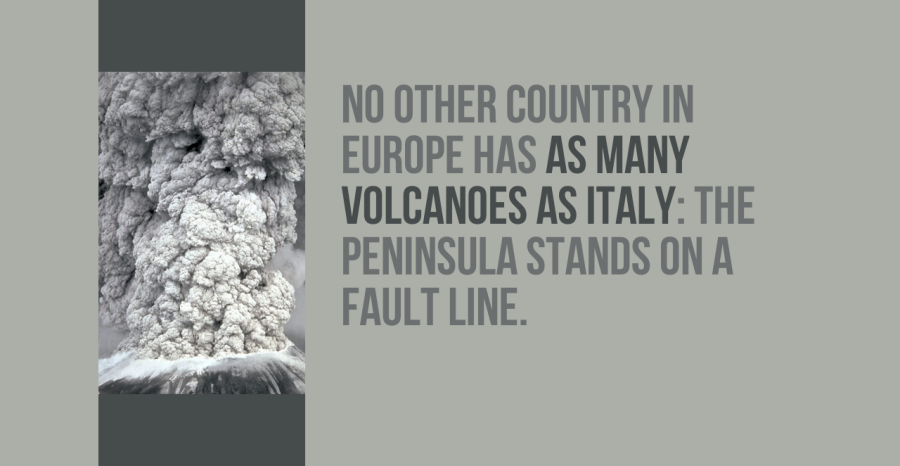 NO OTHER COUNTRY IN
EUROPE HAS AS MANY
VOLCANOES AS ITALY: THE
PENINSULA STANDS ON A
FAULT LINE.